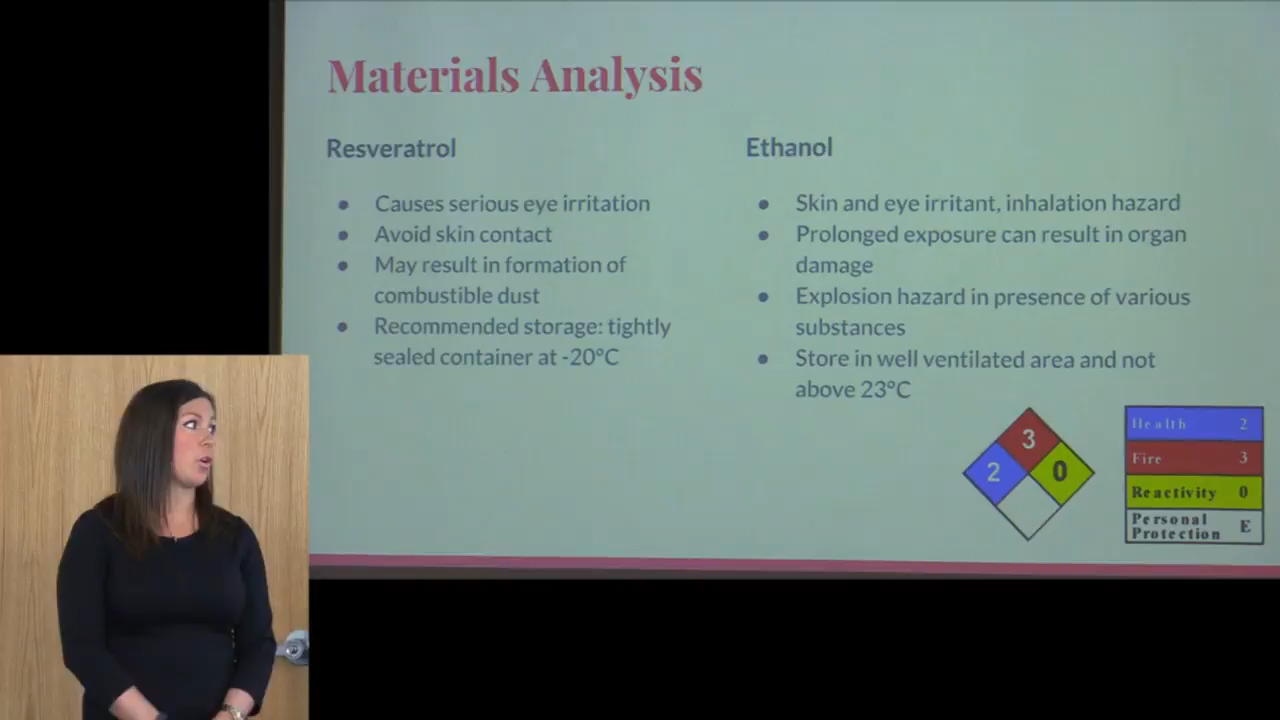 Materials Analysis
Resveratrol
Causes serious eye irritation
Avoid skin contact
May result in formation of
combustible dust
Recommended storage: tightly
sealed container at -20°C
Ethanol
Skin and eye irritant, inhalation hazard
Prolonged exposure can result in organ
damage
Explosion hazard in presence of various
substances
Store in well ventilated area and not
above 23°C
3
2 0
Health 2
Fire 3
Reactivity 0
Personal
Protection E